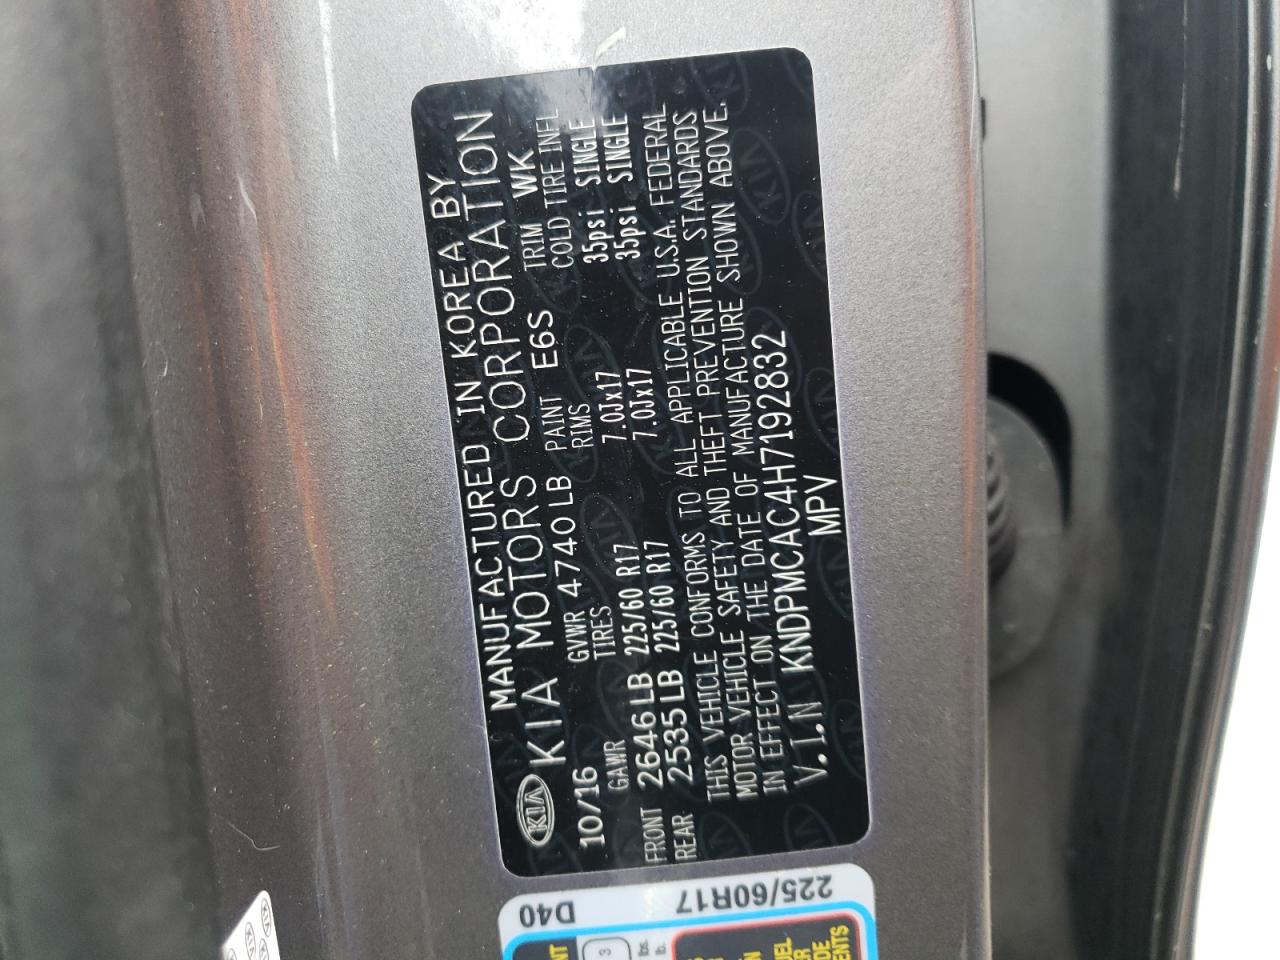 MANUFACTURED IN KOREA BY
KIA KIA MOTORS CORPORATION
10/16 GVWR 4740 LB PAINT E6S TRIM WK
GAWR TIRES RIMS COLD TIRE INFL
FRONT 2646 LB 225/60 R17 7.0Jx17 35psi SINGLE
REAR 2535 LB 225/60 R17 7.0Jx17 35psi SINGLE
THIS VEHICLE CONFORMS TO ALL APPLICABLE U.S.A. FEDERAL
MOTOR VEHICLE SAFETY AND THEFT PREVENTION STANDARDS
IN EFFECT ON THE DATE OF MANUFACTURE SHOWN ABOVE.
V.I.N KNDPMCAC4H7192832
MPV
D40 225/60R17